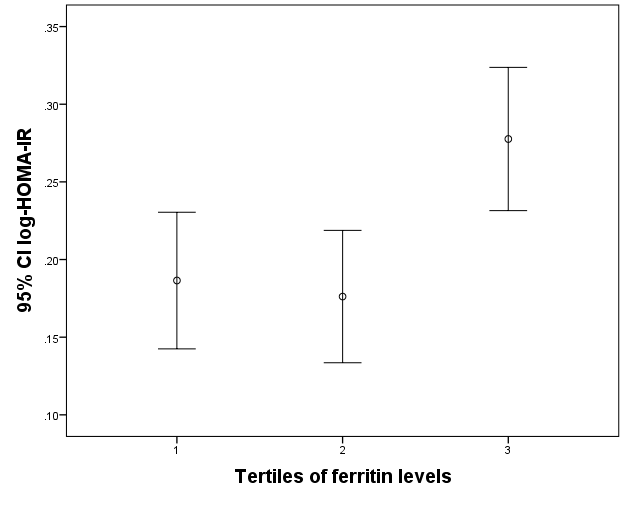 95% CI log-HOMA-IR
.35
.30
.25
.20
.15
.10
1 2 3
Tertiles of ferritin levels